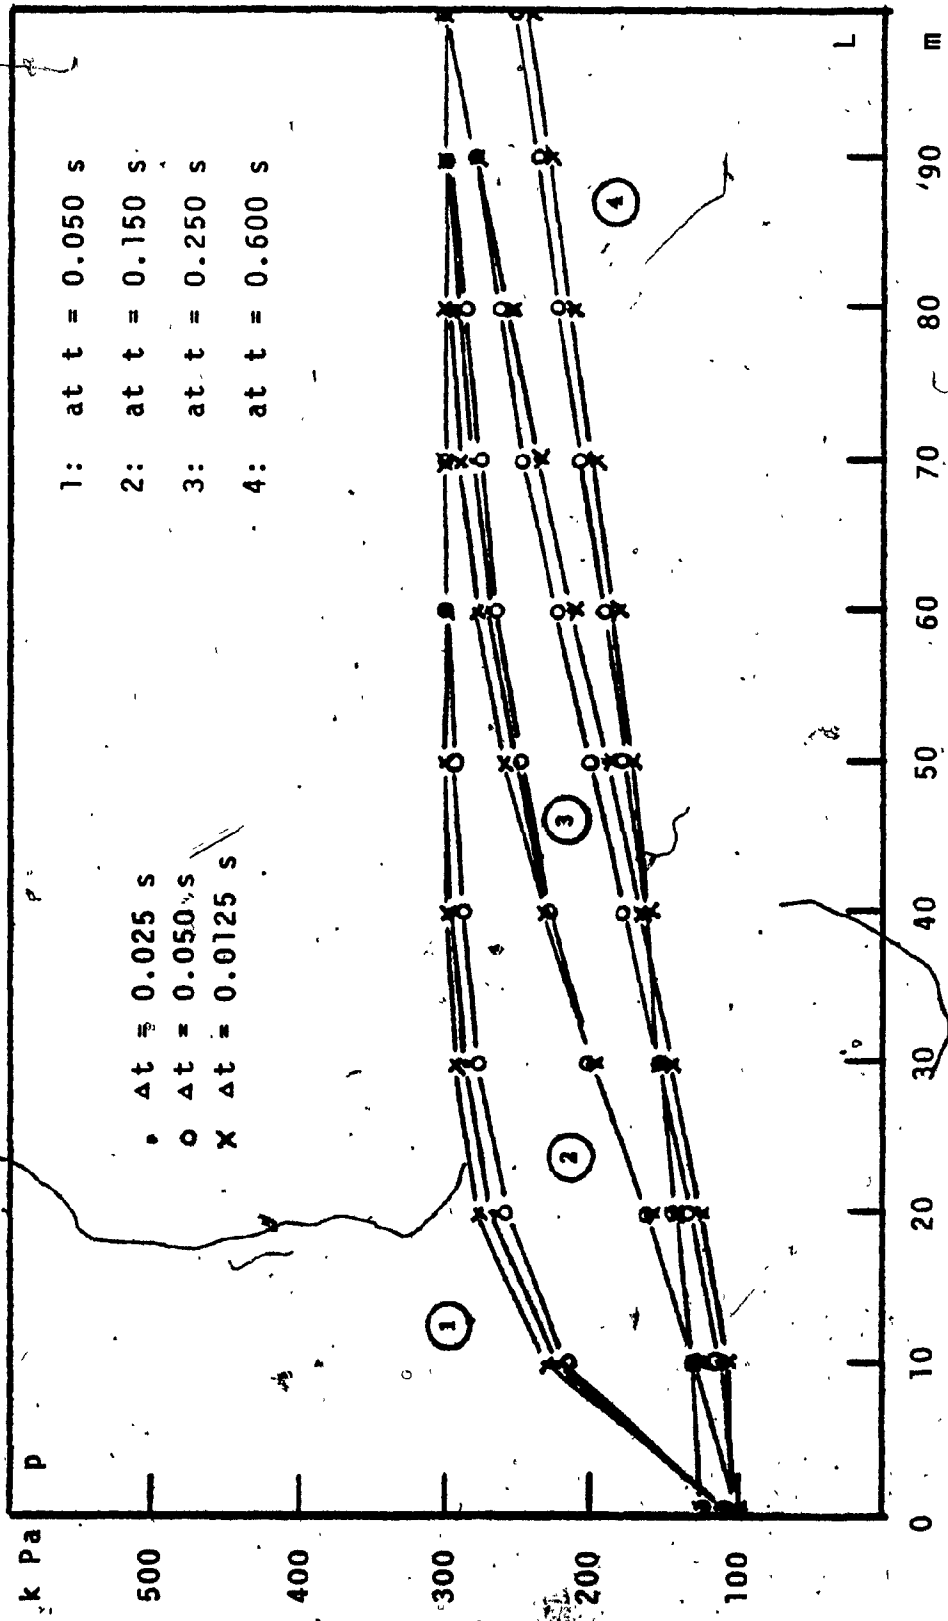 k Pa
p
500
400
300
200
100
1: at t = 0.050 s
2: at t = 0.150 s
3: at t = 0.250 s
4: at t = 0.600 s
• Δt = 0.025 s
o Δt = 0.050 s
x Δt = 0.0125 s
1
2
3
4
L
0 10 20 30 40 50 60 70 80 90 m